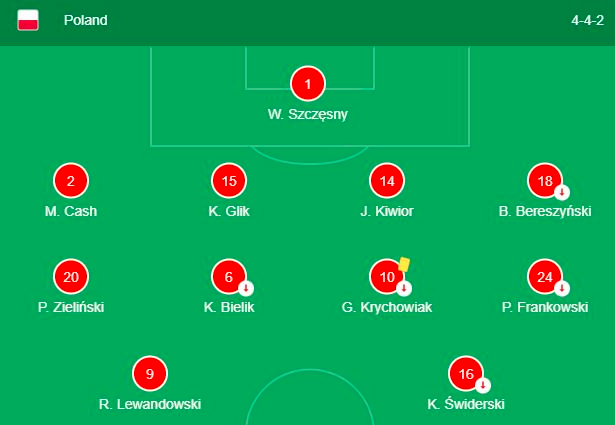 Poland 4-4-2
1
W. Szczęsny
2 15 14 18
M. Cash K. Glik J. Kiwior B. Bereszyński
20 6 10 24
P. Zieliński K. Bielik G. Krychowiak P. Frankowski
9 16
R. Lewandowski K. Świderski